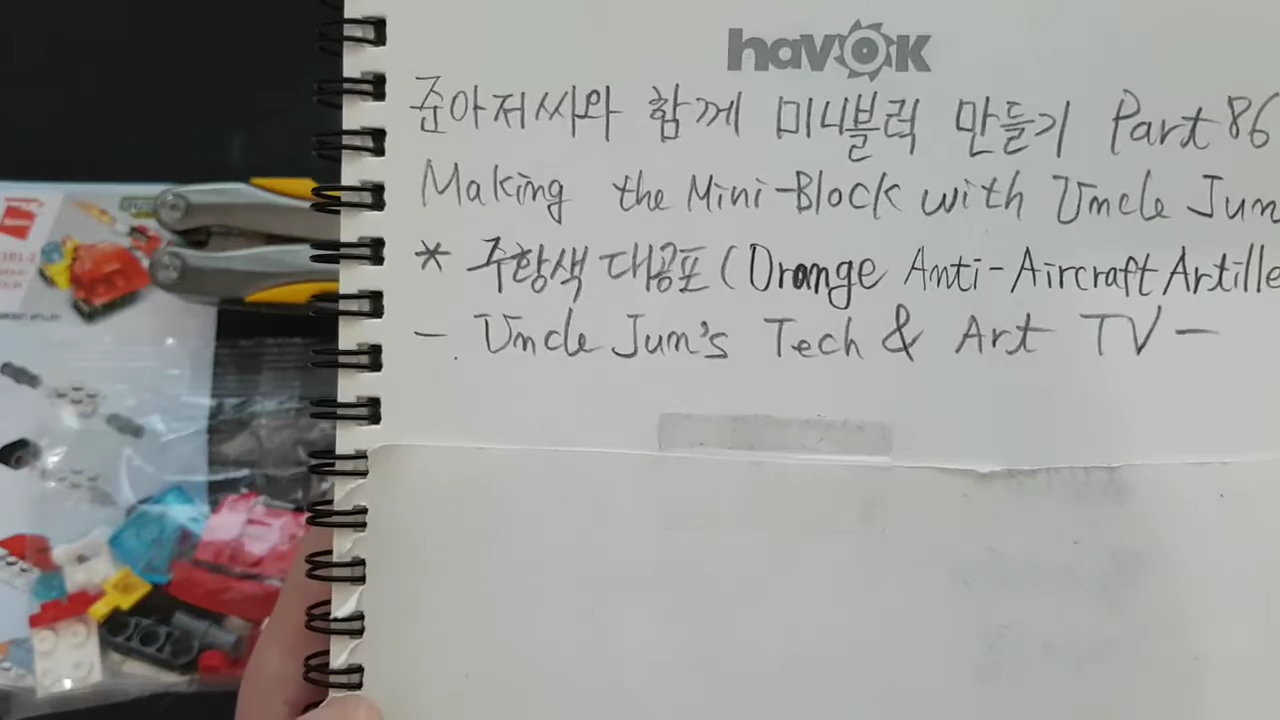 havok
준아저씨와 함께 미니블럭 만들기 Part 86
Making the Mini-Block with Uncle Jun
* 주황색 대공포 (Orange Anti-Aircraft Artille
- Uncle Jun's Tech & Art TV -